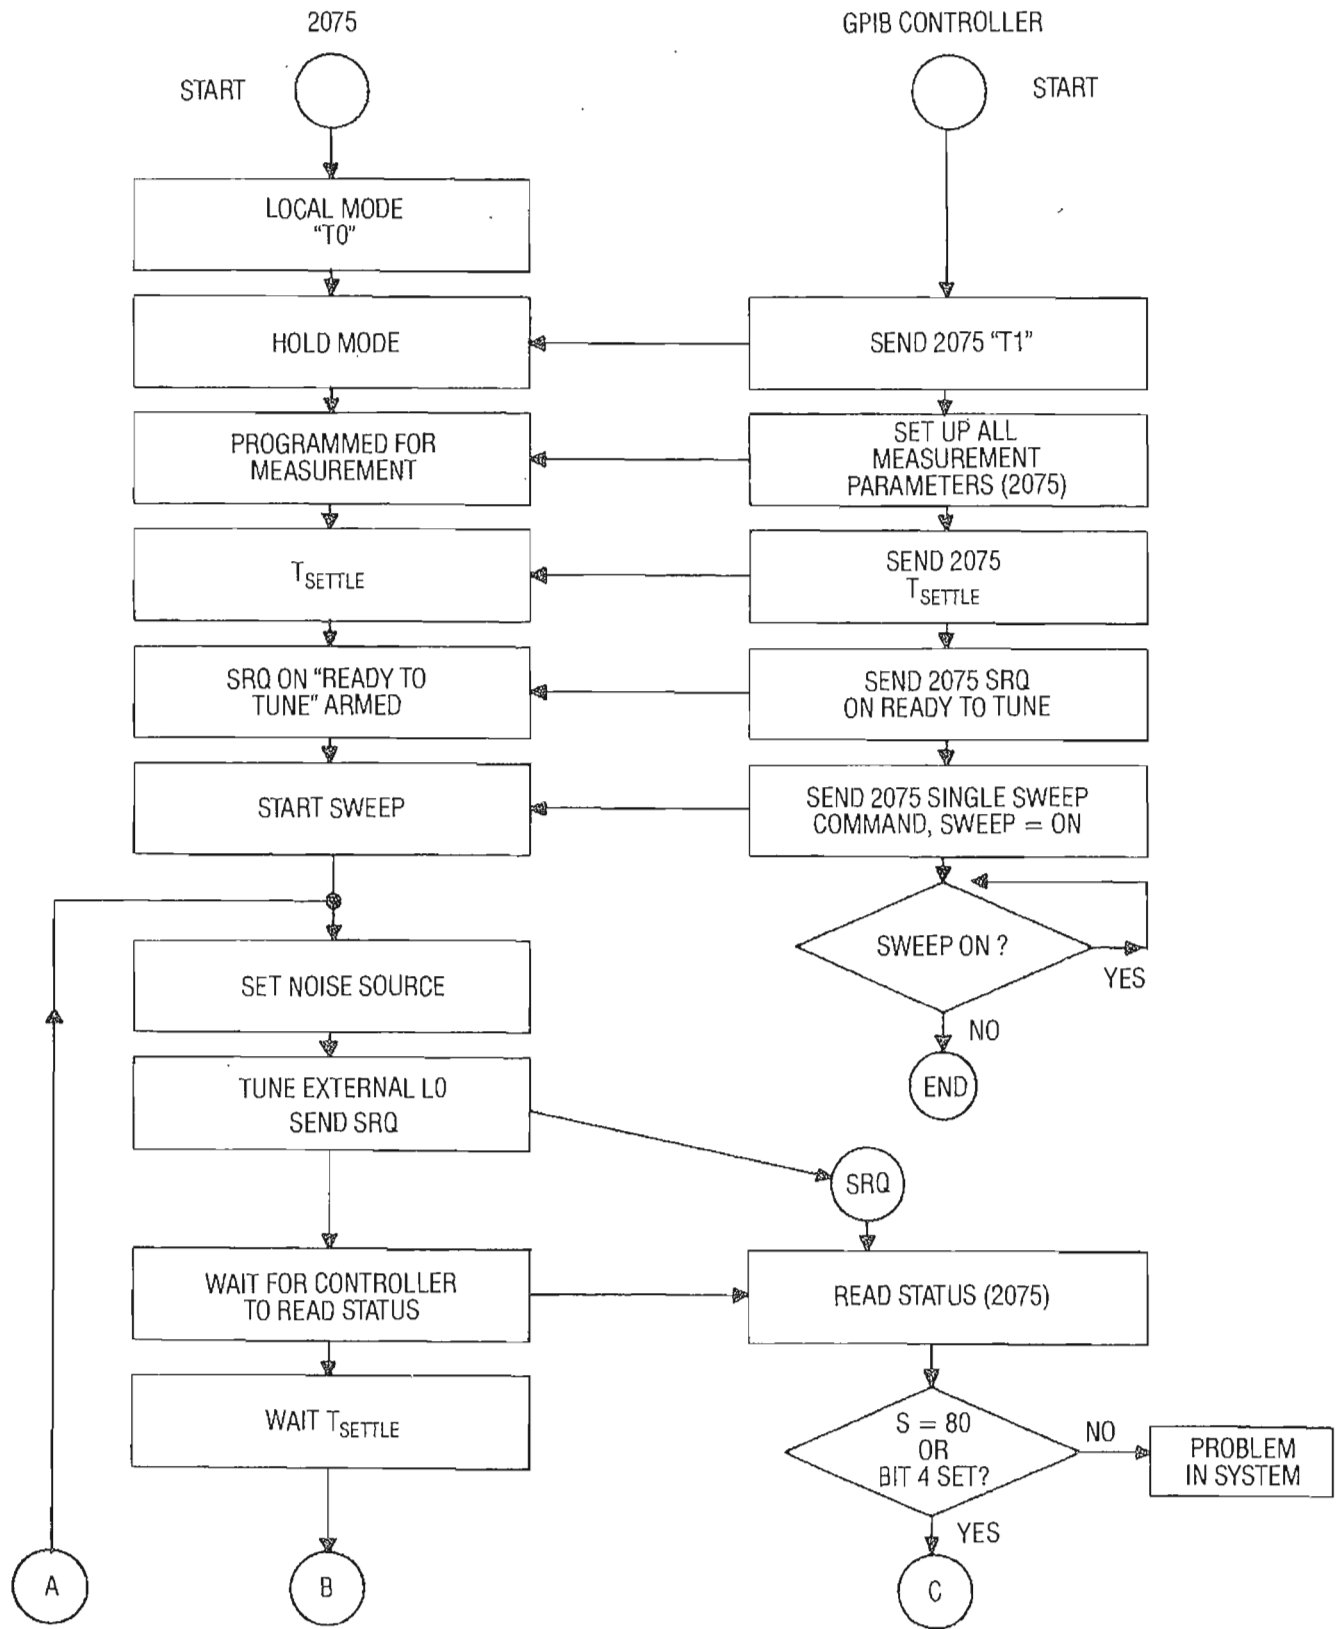 2075
GPIB CONTROLLER
START
START
LOCAL MODE
"T0"
HOLD MODE
SEND 2075 "T1"
PROGRAMMED FOR
MEASUREMENT
SET UP ALL
MEASUREMENT
PARAMETERS (2075)
TSETTLE
SEND 2075
TSETTLE
SRQ ON "READY TO
TUNE" ARMED
SEND 2075 SRQ
ON READY TO TUNE
START SWEEP
SEND 2075 SINGLE SWEEP
COMMAND, SWEEP = ON
SWEEP ON ?
YES
NO
END
SET NOISE SOURCE
TUNE EXTERNAL LO
SEND SRQ
SRQ
WAIT FOR CONTROLLER
TO READ STATUS
READ STATUS (2075)
WAIT TSETTLE
S = 80
OR
BIT 4 SET?
NO
PROBLEM
IN SYSTEM
YES
A
B
C